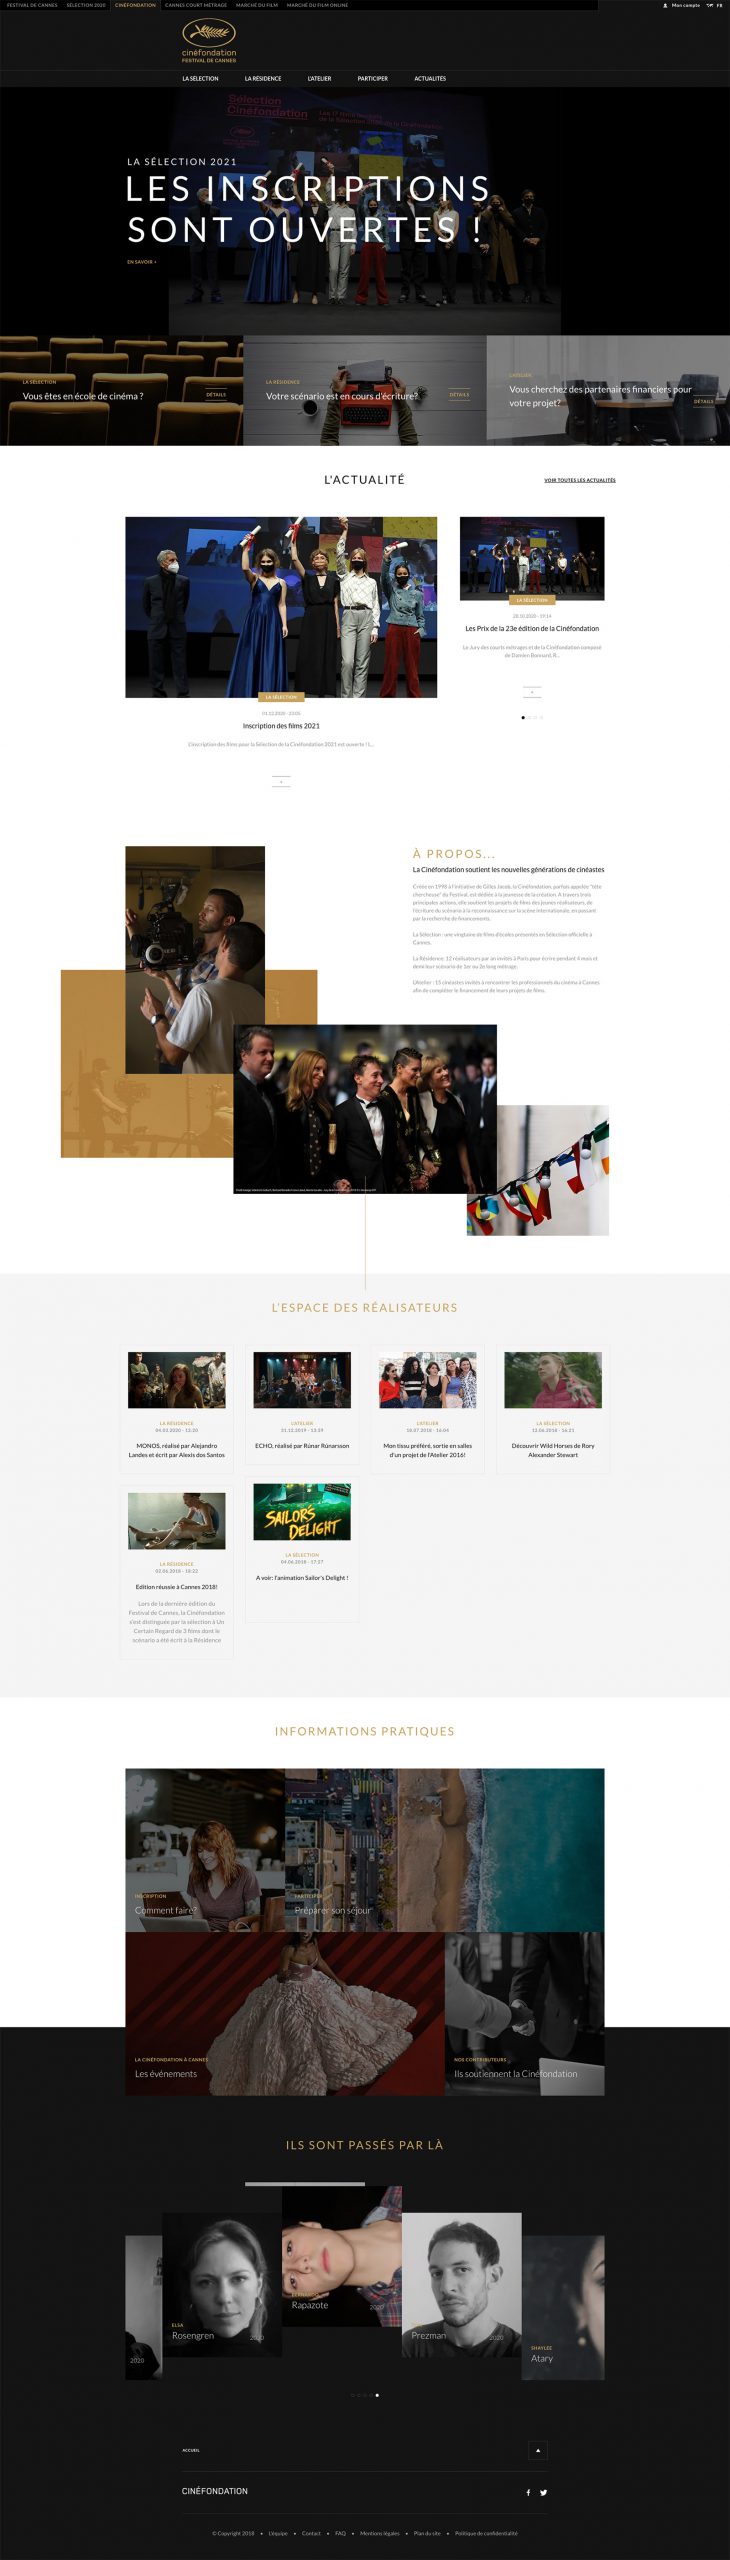 FESTIVAL DE CANNES
SÉLECTION 2020
CINÉFONDATION
CANNES COURT MÉTRAGE
MARCHÉ DU FILM
MARCHÉ DU FILM ONLINE
Mon compte
FR
cinéfondation
FESTIVAL DE CANNES
LA SÉLECTION
LA RÉSIDENCE
L'ATELIER
PARTICIPER
ACTUALITÉS
Sélection
Cinéfondation
LA SÉLECTION 2021
LES INSCRIPTIONS
SONT OUVERTES !
EN SAVOIR +
LA SÉLECTION
Vous êtes en école de cinéma ?
DÉTAILS
LA RÉSIDENCE
Votre scénario est en cours d'écriture?
DÉTAILS
L'ATELIER
Vous cherchez des partenaires financiers pour
votre projet?
DÉTAILS
L'ACTUALITÉ
VOIR TOUTES LES ACTUALITÉS
LA SÉLECTION
01.12.2020 - 23:05
Inscription des films 2021
L'inscription des films pour la Sélection de la Cinéfondation 2021 est ouverte ! L...
+
LA SÉLECTION
28.10.2020 - 19:14
Les Prix de la 23e édition de la Cinéfondation
Le Jury des courts métrages et de la Cinéfondation composé
de Damien Bonnard, R...
+
À PROPOS...
La Cinéfondation soutient les nouvelles générations de cinéastes
Créée en 1998 à l'initiative de Gilles Jacob, la Cinéfondation, parfois appelée "tête
chercheuse" du Festival, est dédiée à la jeunesse de la création. A travers trois
principales actions, elle soutient les projets de films des jeunes réalisateurs, de
l'écriture du scénario à la reconnaissance sur la scène internationale, en passant
par la recherche de financements.
La Sélection : une vingtaine de films d'écoles présentés en Sélection officielle à
Cannes.
La Résidence: 12 réalisateurs par an invités à Paris pour écrire pendant 4 mois et
demi leur scénario de 1er ou 2e long métrage.
L'Atelier : 15 cinéastes invités à rencontrer les professionnels du cinéma à Cannes
afin de compléter le financement de leurs projets de films.
L'ESPACE DES RÉALISATEURS
LA RÉSIDENCE
04.03.2020 - 12:20
MONOS, réalisé par Alejandro
Landes et écrit par Alexis dos Santos
L'ATELIER
31.12.2019 - 13:39
ECHO, réalisé par Rúnar Rúnarsson
L'ATELIER
18.07.2018 - 16:04
Mon tissu préféré, sortie en salles
d'un projet de l'Atelier 2016!
LA SÉLECTION
12.06.2018 - 16:21
Découvrir Wild Horses de Rory
Alexander Stewart
LA RÉSIDENCE
02.06.2018 - 18:22
Edition réussie à Cannes 2018!
Lors de la dernière édition du
Festival de Cannes, la Cinéfondation
s'est distinguée par la sélection à Un
Certain Regard de 3 films dont le
scénario a été écrit à la Résidence
SAILOR'S
DELIGHT
LA SÉLECTION
04.06.2018 - 17:27
A voir: l'animation Sailor's Delight !
INFORMATIONS PRATIQUES
INSCRIPTION
Comment faire?
PARTICIPER
Préparer son séjour
LA CINÉFONDATION À CANNES
Les événements
NOS CONTRIBUTEURS
Ils soutiennent la Cinéfondation
ILS SONT PASSÉS PAR LÀ
2020
ELSA
Rosengren
2020
Rapazote
2020
Prezman
2020
SHAYLEE
Atary
ACCUEIL
CINÉFONDATION
© Copyright 2018 • L'équipe • Contact • FAQ • Mentions légales • Plan du site • Politique de confidentialité